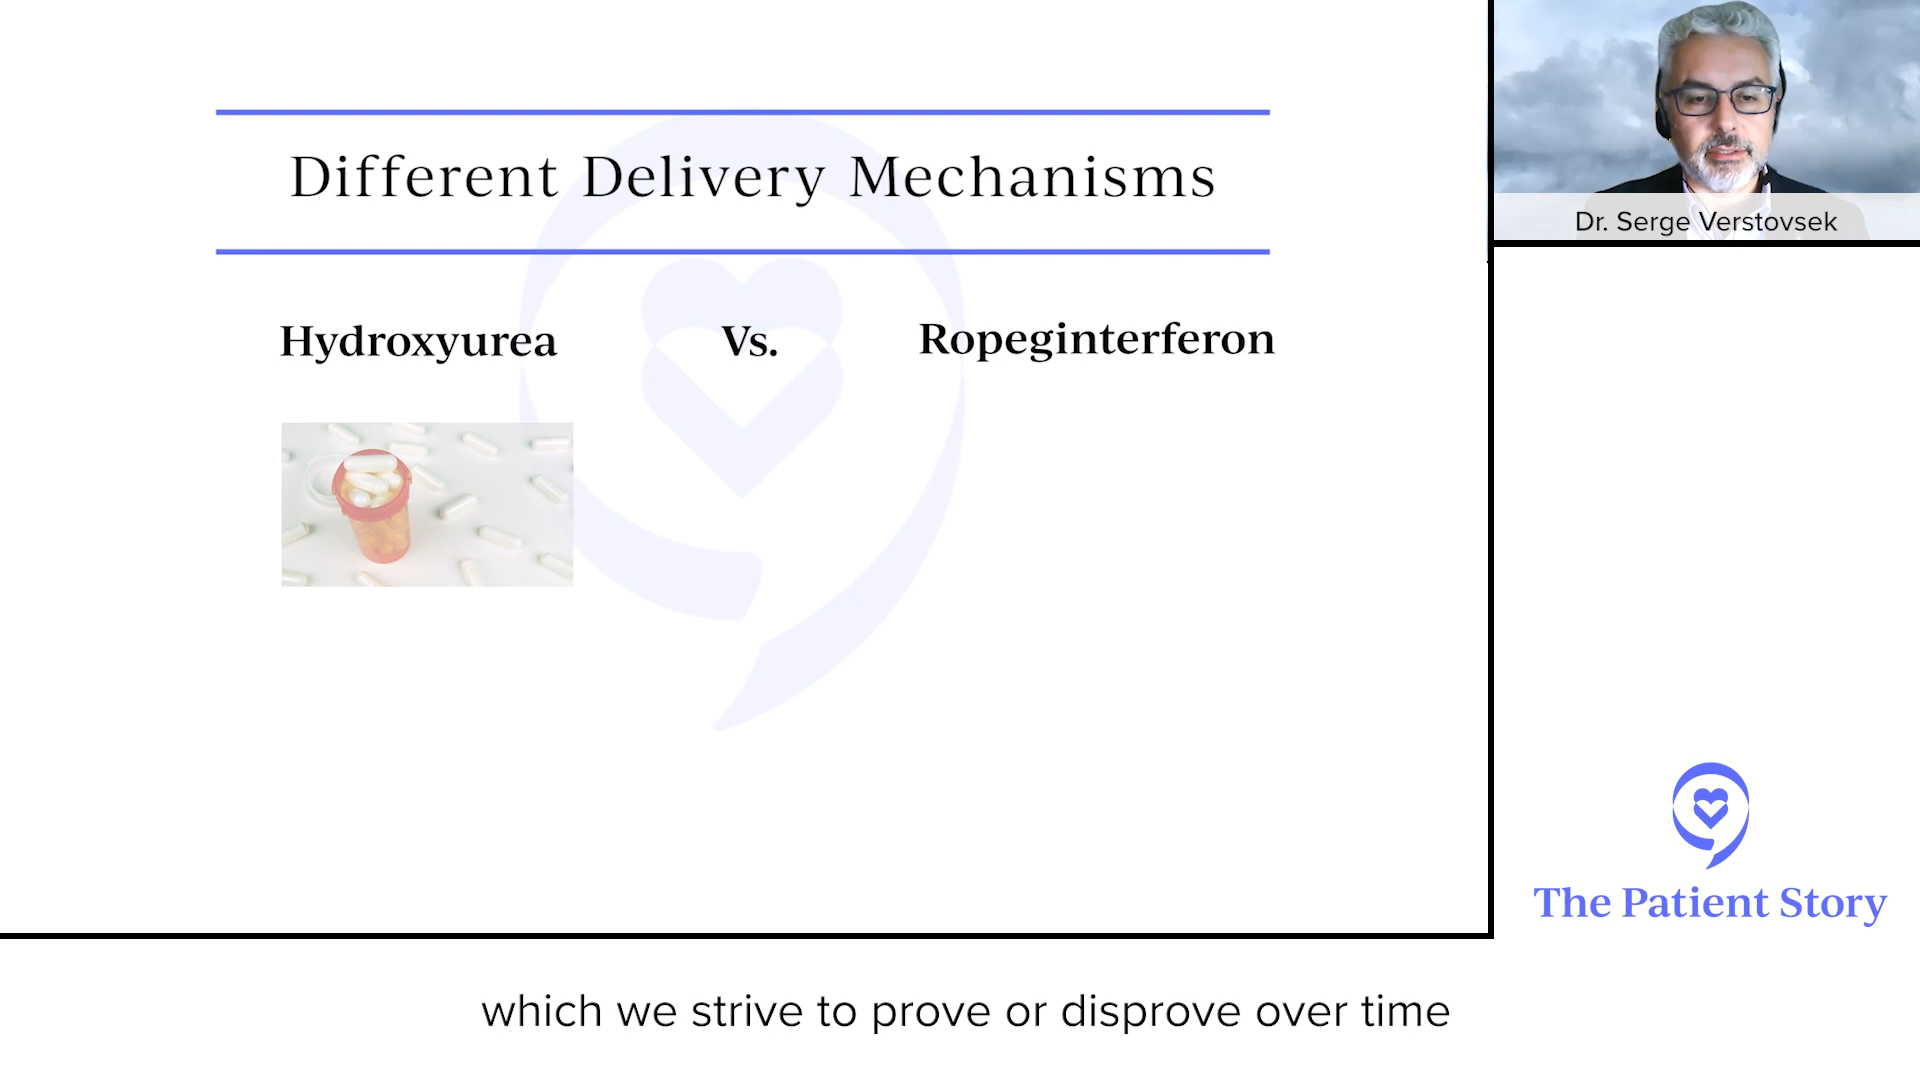 Different Delivery Mechanisms
Hydroxyurea Vs. Ropeginterferon
Dr. Serge Verstovsek
The Patient Story
which we strive to prove or disprove over time